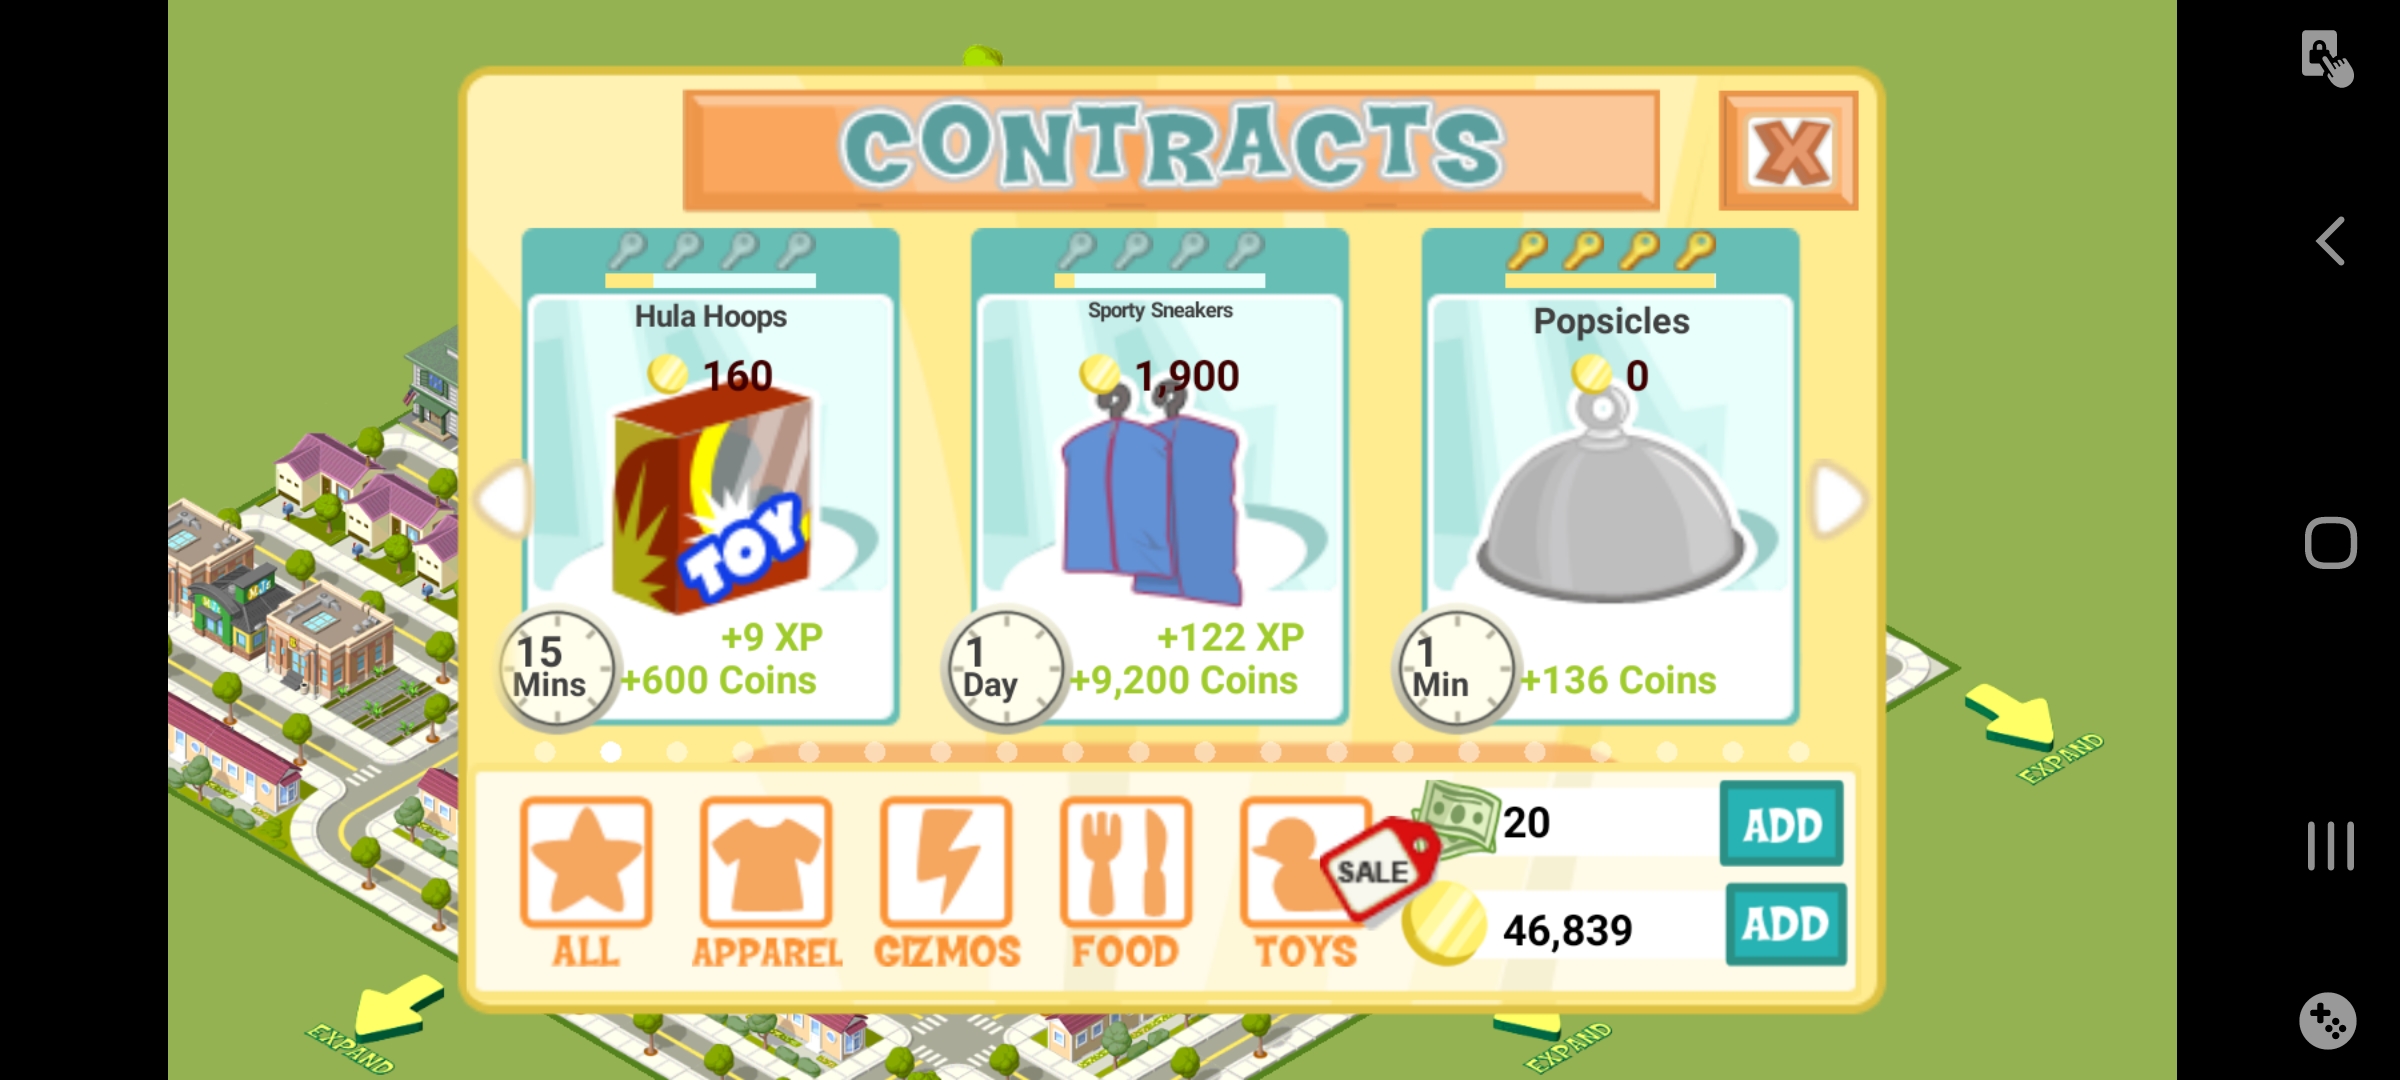 CONTRACTS
X
Hula Hoops
160
TOY
15
Mins
+9 XP
+600 Coins
Sporty Sneakers
1,900
1
Day
+122 XP
+9,200 Coins
Popsicles
0
1
Min
+136 Coins
ALL
APPAREL
GIZMOS
FOOD
TOYS
SALE
20
ADD
46,839
ADD
EXPAND
EXPAND
EXPAND